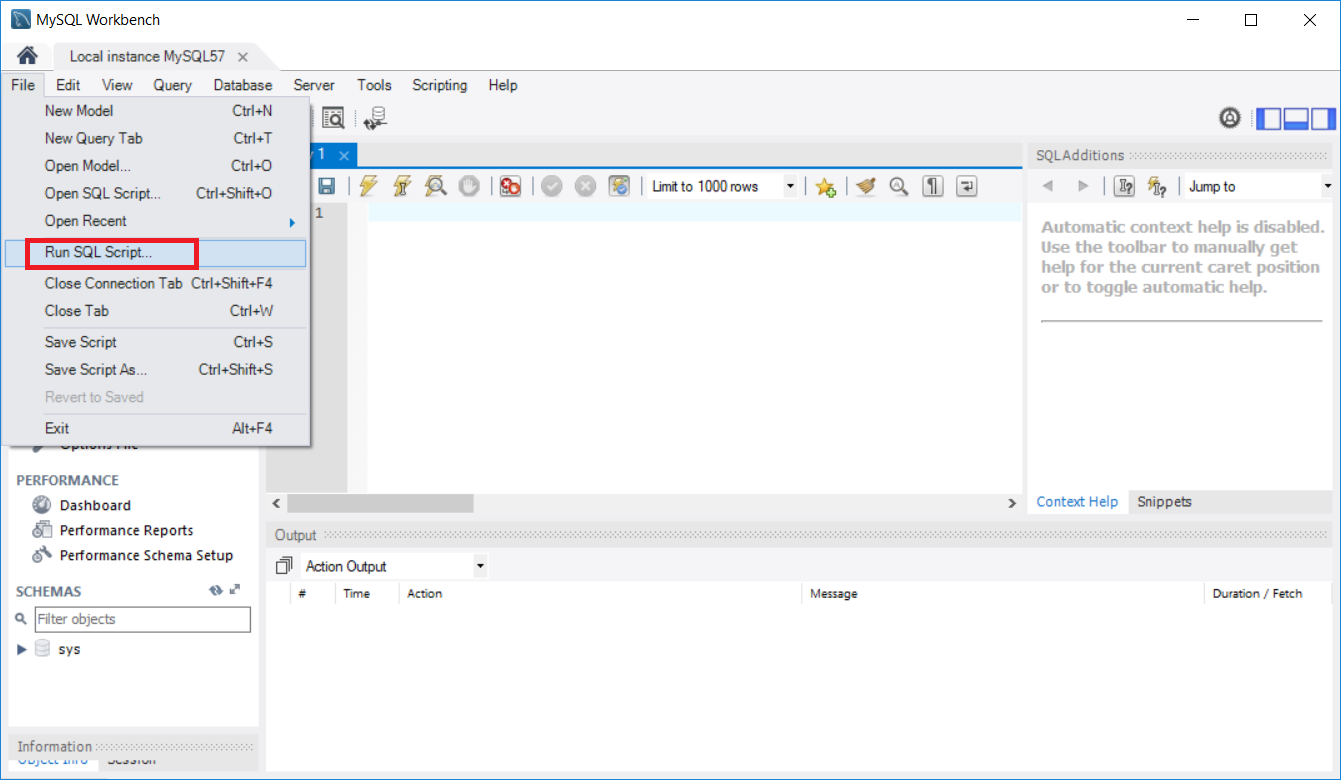 MySQL Workbench
Local instance MySQL57
File Edit View Query Database Server Tools Scripting Help
New Model Ctrl+N
New Query Tab Ctrl+T
Open Model... Ctrl+O
Open SQL Script... Ctrl+Shift+O
Open Recent
Run SQL Script...
Close Connection Tab Ctrl+Shift+F4
Close Tab Ctrl+W
Save Script Ctrl+S
Save Script As... Ctrl+Shift+S
Revert to Saved
Exit Alt+F4
Options File
PERFORMANCE
Dashboard
Performance Reports
Performance Schema Setup
SCHEMAS
Filter objects
sys
Information
Object Info Session
1
Limit to 1000 rows
1
SQLAdditions
Jump to
Automatic context help is disabled.
Use the toolbar to manually get
help for the current caret position
or to toggle automatic help.
Context Help Snippets
Output
Action Output
# Time Action Message Duration / Fetch